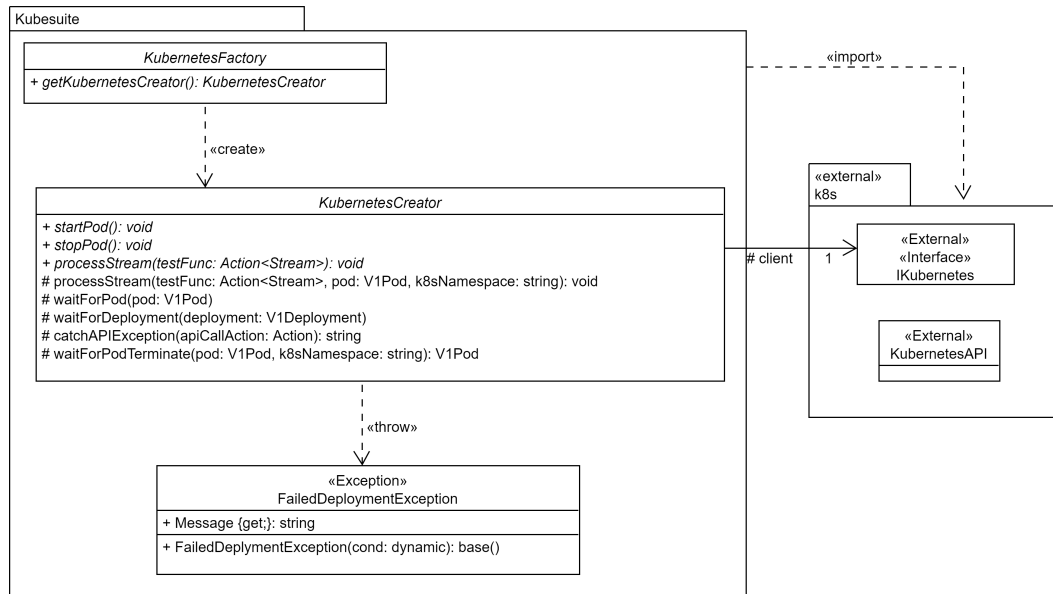 Kubesuite
KubernetesFactory
+ getKubernetesCreator(): KubernetesCreator
«import»
«create»
«external»
k8s
KubernetesCreator
+ startPod(): void
+ stopPod(): void
+ processStream(testFunc: Action<Stream>): void
# processStream(testFunc: Action<Stream>, pod: V1Pod, k8sNamespace: string): void
# waitForPod(pod: V1Pod)
# waitForDeployment(deployment: V1Deployment)
# catchAPIException(apiCallAction: Action): string
# waitForPodTerminate(pod: V1Pod, k8sNamespace: string): V1Pod
# client
1
«External»
«Interface»
IKubernetes
«External»
KubernetesAPI
«throw»
«Exception»
FailedDeploymentException
+ Message {get;}: string
+ FailedDeplymentException(cond: dynamic): base()